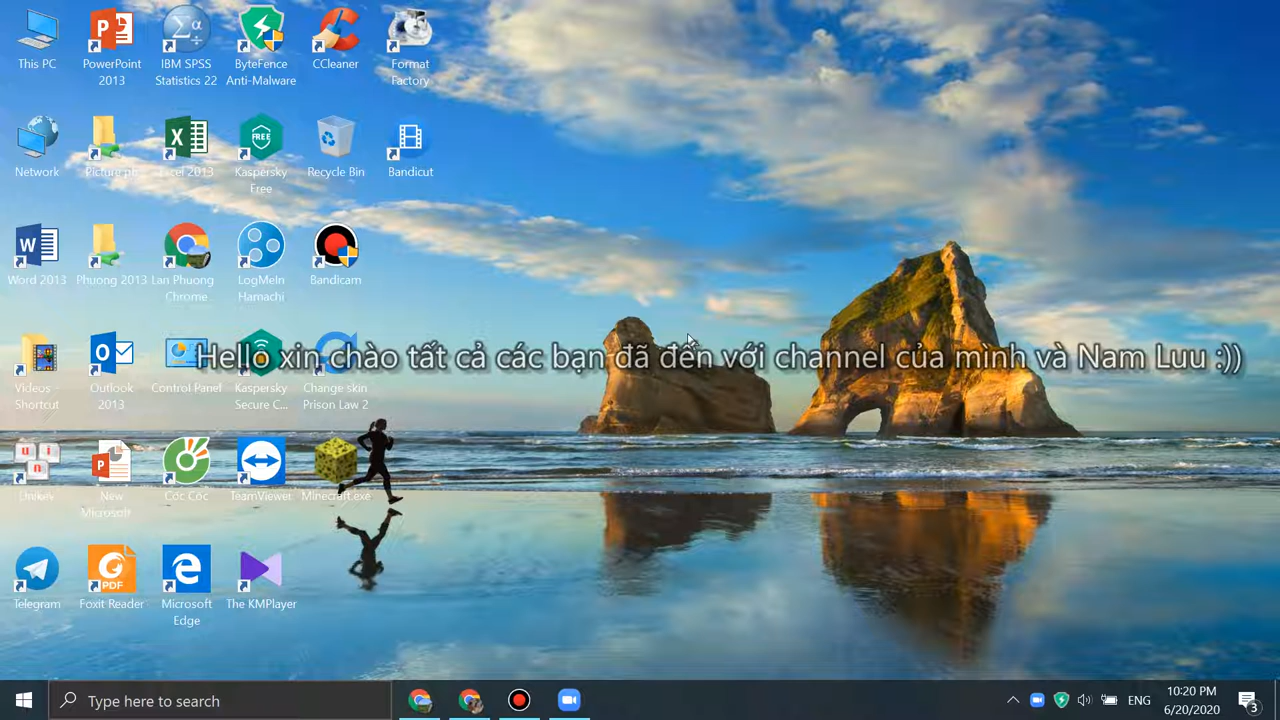 This PC
PowerPoint 2013
IBM SPSS Statistics 22
ByteFence Anti-Malware
CCleaner
Format Factory
Network
Picture pb
Excel 2013
Kaspersky Free
Recycle Bin
Bandicut
Word 2013
Phuong 2013
Lan Phuong Chrome
LogMeIn Hamachi
Bandicam
Hello xin chào tất cả các bạn đã đến với channel của mình và Nam Luu :))
Videos - Shortcut
Outlook 2013
Control Panel
Kaspersky Secure C...
Change skin Prison Law 2
Unikey
New Microsoft
Cốc Cốc
TeamViewer
Minecraft.exe
Telegram
Foxit Reader
Microsoft Edge
The KMPlayer
Type here to search
ENG
10:20 PM
6/20/2020
3